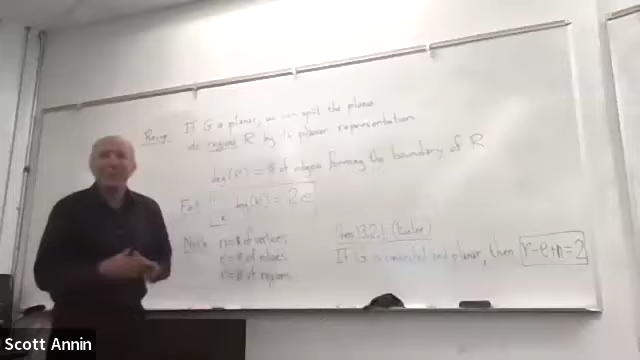 Recap: If G is planar, we can split the plane
into regions R by its planar representation
deg(R) = # of edges forming the boundary of R
Fact: Σ deg(R) = 2e
R
Note: n = # of vertices
e = # of edges
r = # of regions
Thm 13.2.1 (Euler)
If G is connected and planar, then r-e+n=2
Scott Annin